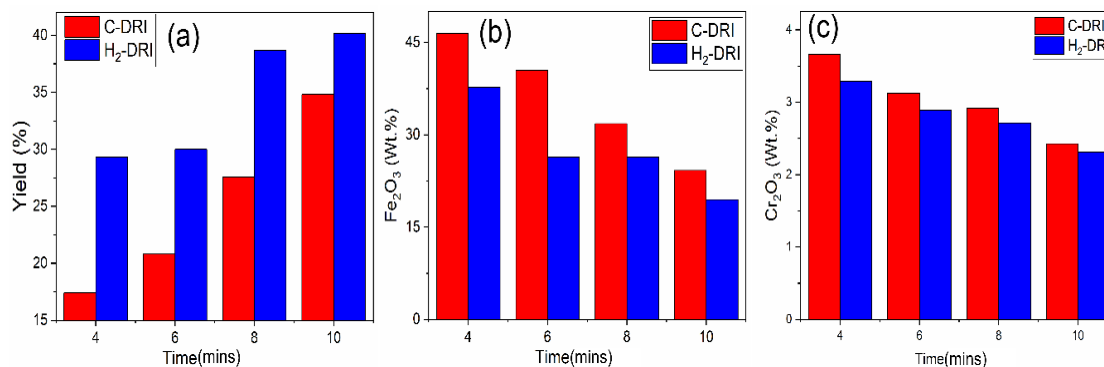 (a)
C-DRI
H₂-DRI
Yield (%)
40
35
30
25
20
15
4 6 8 10
Time(mins)
(b)
C-DRI
H₂-DRI
Fe₂O₃ (Wt.%)
45
30
15
0
4 6 8 10
Time(mins)
(c)
C-DRI
H₂-DRI
Cr₂O₃ (Wt.%)
4
3
2
1
0
4 6 8 10
Time(mins)